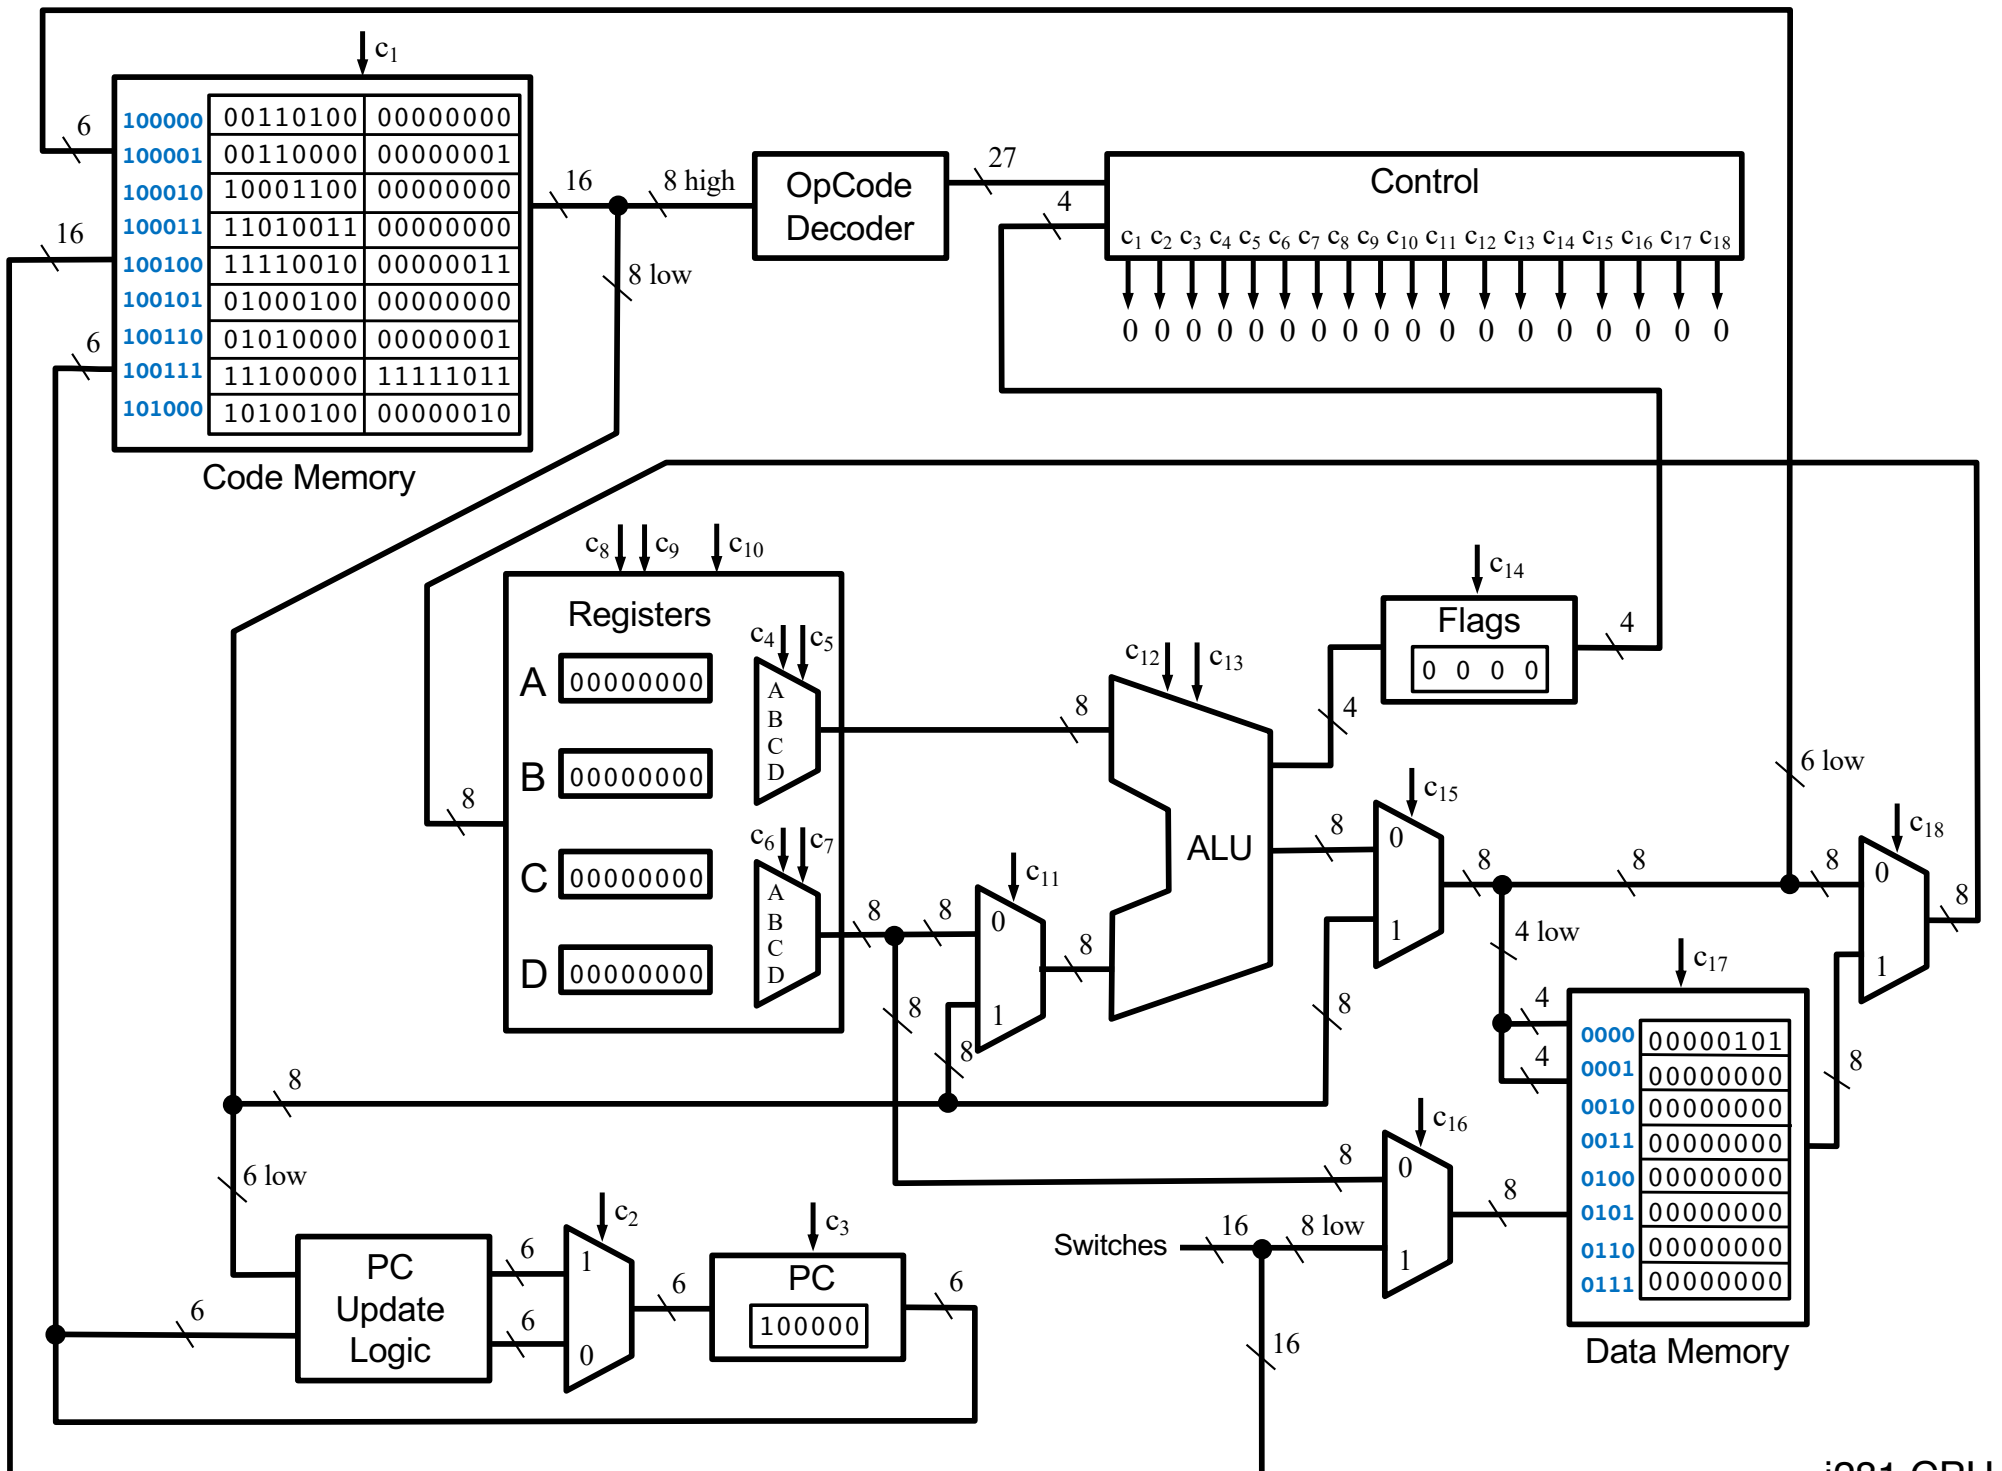 c1
6
100000 00110100 00000000
100001 00110000 00000001
100010 10001100 00000000
100011 11010011 00000000
100100 11110010 00000011
100101 01000100 00000000
100110 01010000 00000001
100111 11100000 11111011
101000 10100100 00000010
16
6
Code Memory
16
8 high
8 low
OpCode
Decoder
27
4
Control
c1 c2 c3 c4 c5 c6 c7 c8 c9 c10 c11 c12 c13 c14 c15 c16 c17 c18
0 0 0 0 0 0 0 0 0 0 0 0 0 0 0 0 0 0
c8 c9 c10
Registers
A 00000000
B 00000000
C 00000000
D 00000000
8
c4 c5
A
B
C
D
c6 c7
A
B
C
D
8
8
8
8
c11
0
1
8
8
c12 c13
ALU
4
c14
Flags
0 0 0 0
4
8
c15
0
1
8
8
8
6 low
8
c18
0
1
8
4 low
4
4
c17
0000 00000101
0001 00000000
0010 00000000
0011 00000000
0100 00000000
0101 00000000
0110 00000000
0111 00000000
Data Memory
8
8
6 low
6
PC
Update
Logic
6
6
c2
1
0
6
c3
PC
100000
6
Switches
16
8 low
16
8
c16
0
1
8